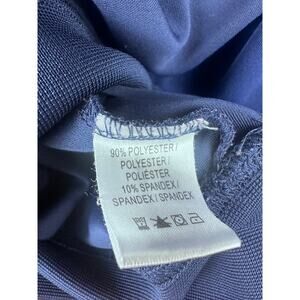 90% POLYESTER/
POLYESTER/
POLIÉSTER
10% SPANDEX/
SPANDEX/ SPANDEX